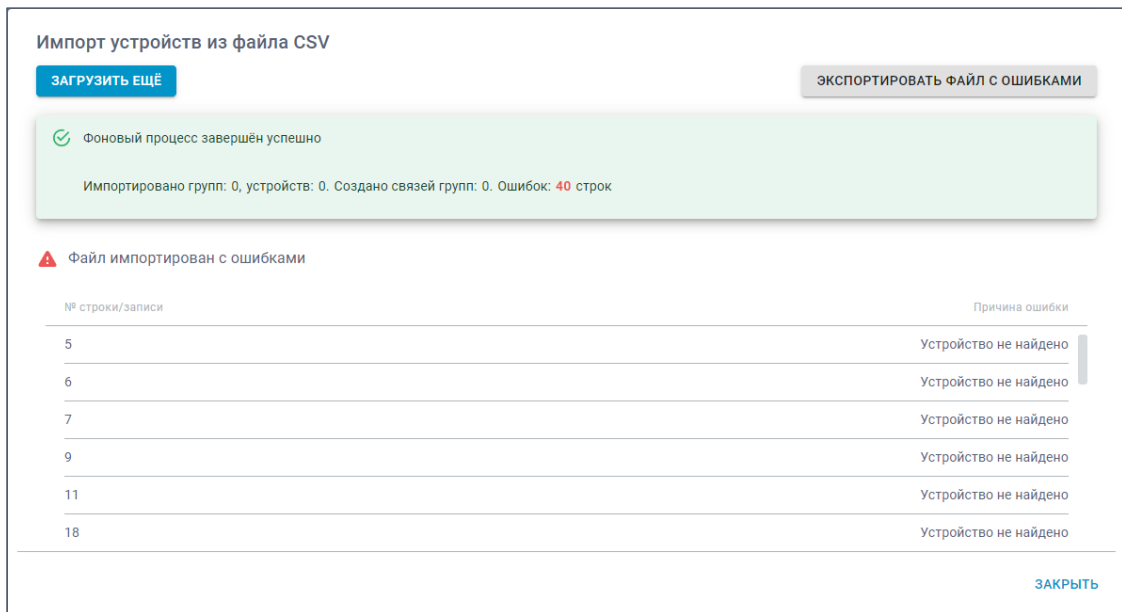 Импорт устройств из файла CSV
ЗАГРУЗИТЬ ЕЩЁ
ЭКСПОРТИРОВАТЬ ФАЙЛ С ОШИБКАМИ
Фоновый процесс завершён успешно
Импортировано групп: 0, устройств: 0. Создано связей групп: 0. Ошибок: 40 строк
Файл импортирован с ошибками
№ строки/записи Причина ошибки
5 Устройство не найдено
6 Устройство не найдено
7 Устройство не найдено
9 Устройство не найдено
11 Устройство не найдено
18 Устройство не найдено
ЗАКРЫТЬ